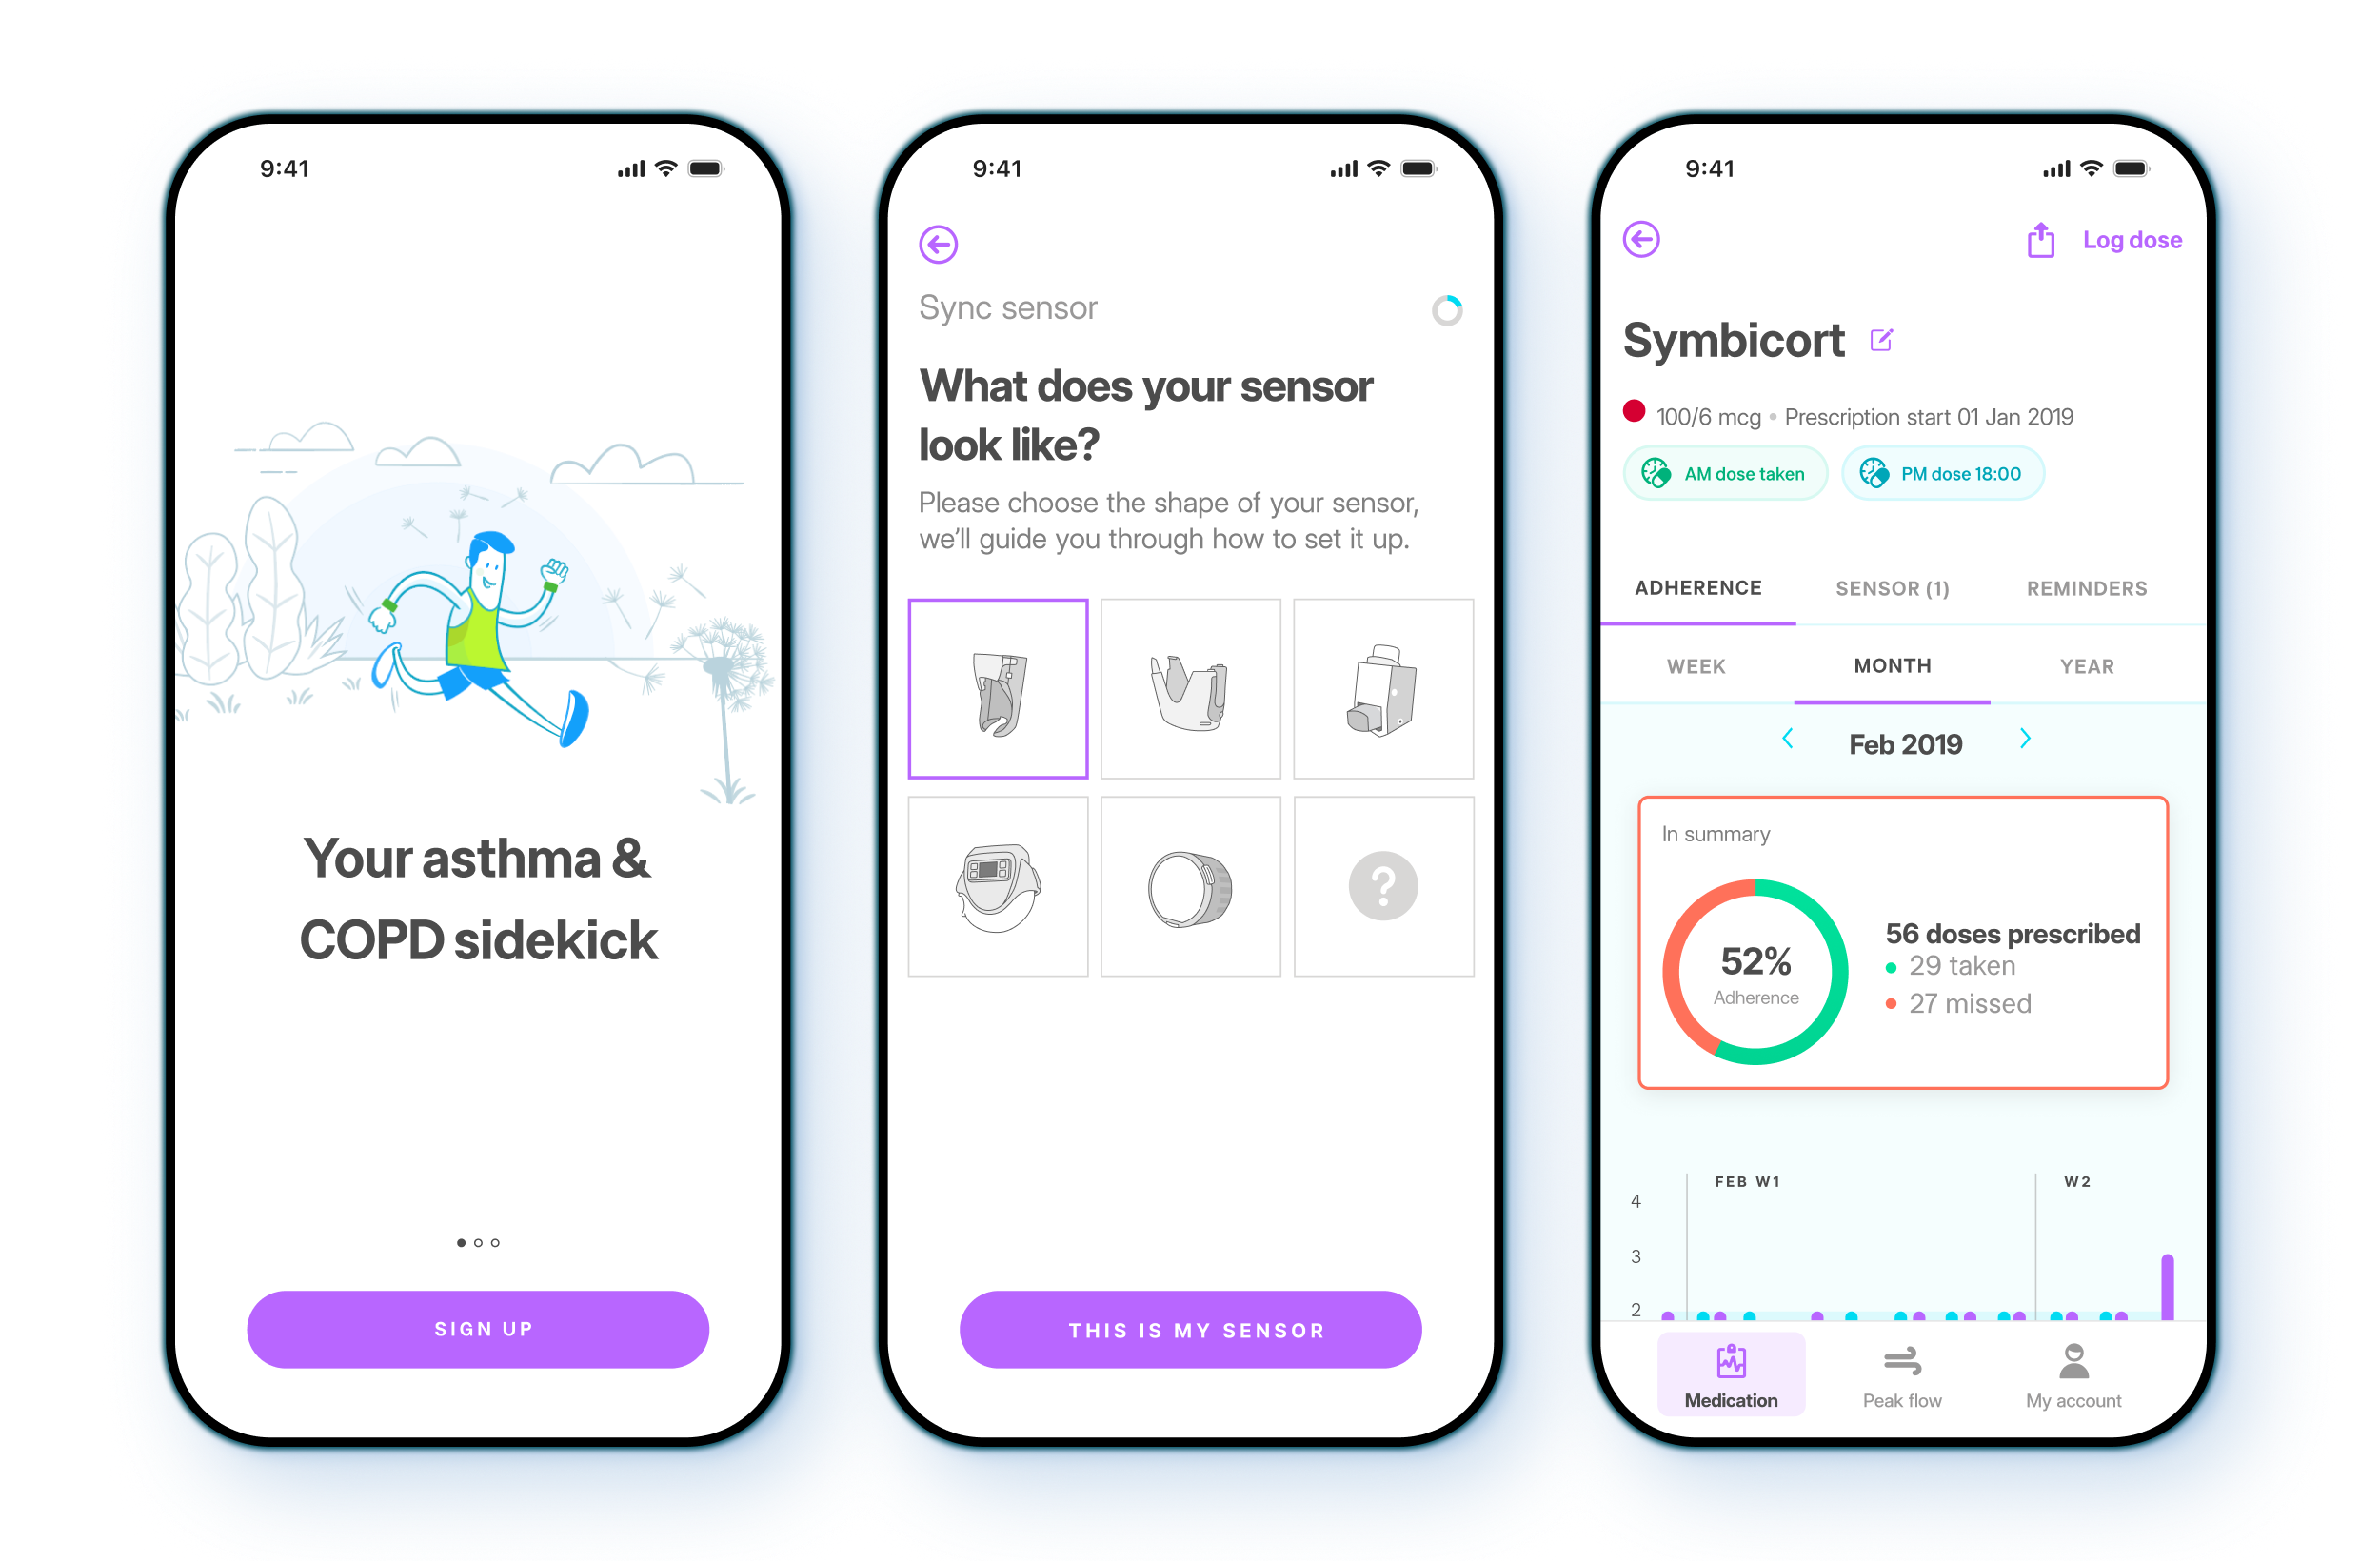 9:41
Your asthma &
COPD sidekick
SIGN UP
9:41
Sync sensor
What does your sensor
look like?
Please choose the shape of your sensor,
we'll guide you through how to set it up.
?
THIS IS MY SENSOR
9:41
Log dose
Symbicort
100/6 mcg • Prescription start 01 Jan 2019
AM dose taken PM dose 18:00
ADHERENCE SENSOR (1) REMINDERS
WEEK MONTH YEAR
Feb 2019
In summary
52%
Adherence
56 doses prescribed
29 taken
27 missed
FEB W1 W2
4
3
2
Medication Peak flow My account